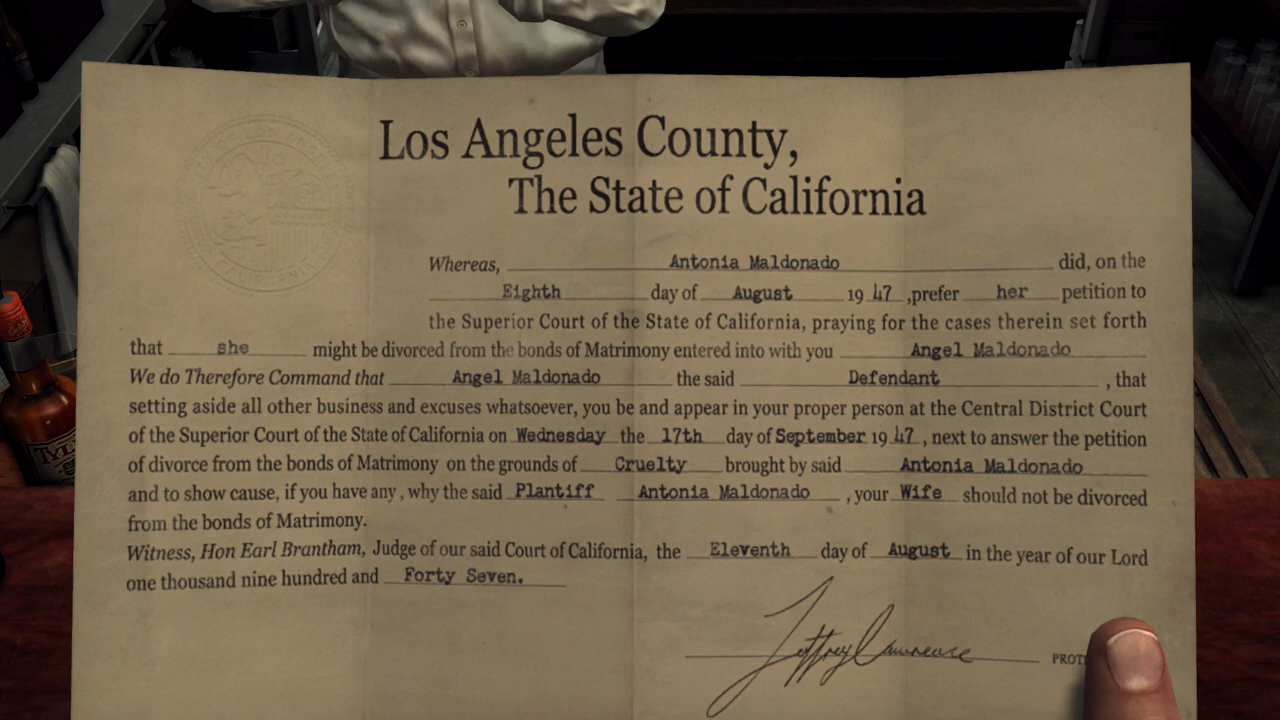 Los Angeles County,
The State of California
Whereas, Antonia Maldonado did, on the
Eighth day of August 19 47 ,prefer her petition to
the Superior Court of the State of California, praying for the cases therein set forth
that she might be divorced from the bonds of Matrimony entered into with you Angel Maldonado
We do Therefore Command that Angel Maldonado the said Defendant , that
setting aside all other business and excuses whatsoever, you be and appear in your proper person at the Central District Court
of the Superior Court of the State of California on Wednesday the 17th day of September 19 47 , next to answer the petition
of divorce from the bonds of Matrimony on the grounds of Cruelty brought by said Antonia Maldonado
and to show cause, if you have any , why the said Plantiff Antonia Maldonado , your Wife should not be divorced
from the bonds of Matrimony.
Witness, Hon Earl Brantham, Judge of our said Court of California, the Eleventh day of August in the year of our Lord
one thousand nine hundred and Forty Seven.
Jeffrey Lawrence